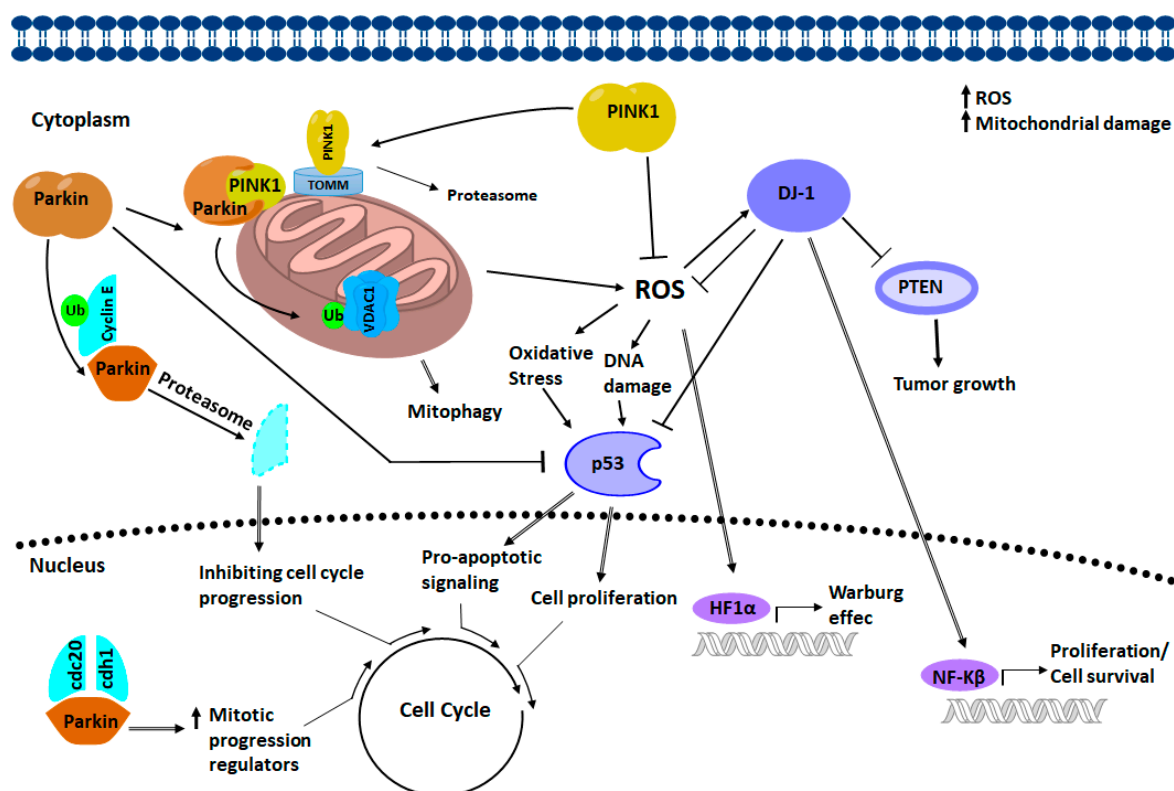 Cytoplasm
PINK1
ROS
Mitochondrial damage
PINK1
TOMM
Proteasome
Parkin
PINK1
Parkin
DJ-1
ROS
PTEN
Ub
Cyclin E
Ub
VDAC1
Parkin
Proteasome
Oxidative
Stress
DNA
damage
Tumor growth
Mitophagy
p53
Nucleus
Pro-apoptotic
signaling
Inhibiting cell cycle
progression
Cell proliferation
HF1α
Warburg
effec
cdc20
cdh1
Parkin
Mitotic
progression
regulators
Cell Cycle
NF-Kβ
Proliferation/
Cell survival